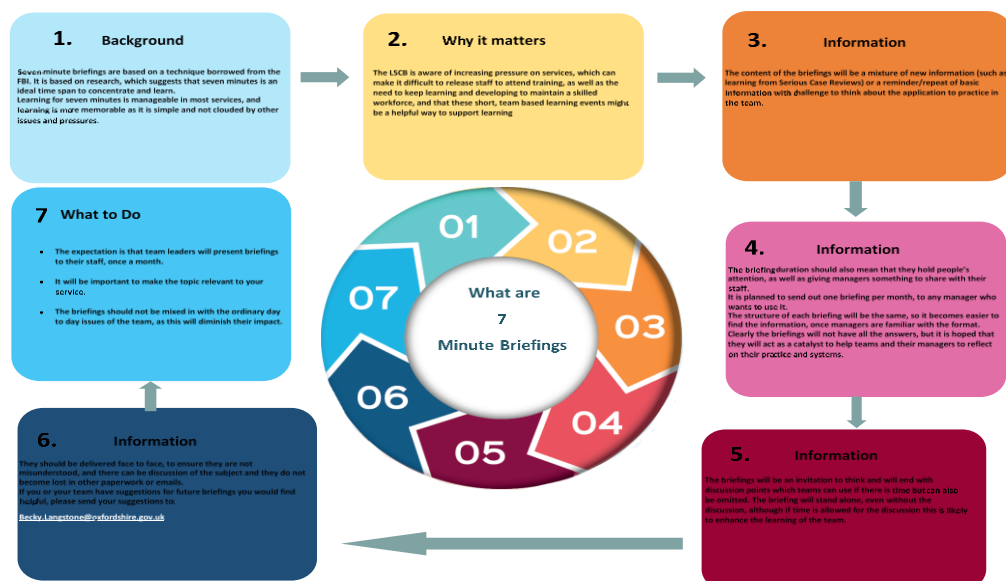 1. Background
Seven minute briefings are based on a technique borrowed from the
FBI. It is based on research, which suggests that seven minutes is an
ideal time span to concentrate and learn.
Learning for seven minutes is manageable in most services, and
learning is more memorable as it is simple and not clouded by other
issues and pressures.
2. Why it matters
The LSCB is aware of increasing pressure on services, which can
make it difficult to release staff to attend training, as well as the
need to keep learning and developing to maintain a skilled
workforce, and that these short, team based learning events might
be a helpful way to support learning
3. Information
The content of the briefings will be a mixture of new information (such as
learning from Serious Case Reviews) or a reminder/repeat of basic
information with challenge to think about the application to practice in
the team.
4. Information
The briefing duration should also mean that they hold people's
attention, as well as giving managers something to share with their
staff.
It is planned to send out one briefing per month, to any manager who
wants to use it.
The structure of each briefing will be the same, so it becomes easier to
find the information, once managers are familiar with the format.
Clearly the briefings will not have all the answers, but it is hoped that
they will act as a catalyst to help teams and their managers to reflect
on their practice and systems.
5. Information
The briefings will be an invitation to think and will end with
discussion points which teams can use if there is time but can also
be omitted. The briefing will stand alone, even without the
discussion, although if time is allowed for the discussion this is likely
to enhance the learning of the team.
6. Information
They should be delivered face to face, to ensure they are not
misunderstood, and there can be discussion of the subject and they do not
become lost in other paperwork or emails.
If you or your team have suggestions for future briefings you would find
helpful, please send your suggestions to:
Becky.Langstone@oxfordshire.gov.uk
7 What to Do
• The expectation is that team leaders will present briefings
to their staff, once a month.
• It will be important to make the topic relevant to your
service.
• The briefings should not be mixed in with the ordinary day
to day issues of the team, as this will diminish their impact.
What are
7
Minute Briefings
01
02
03
04
05
06
07